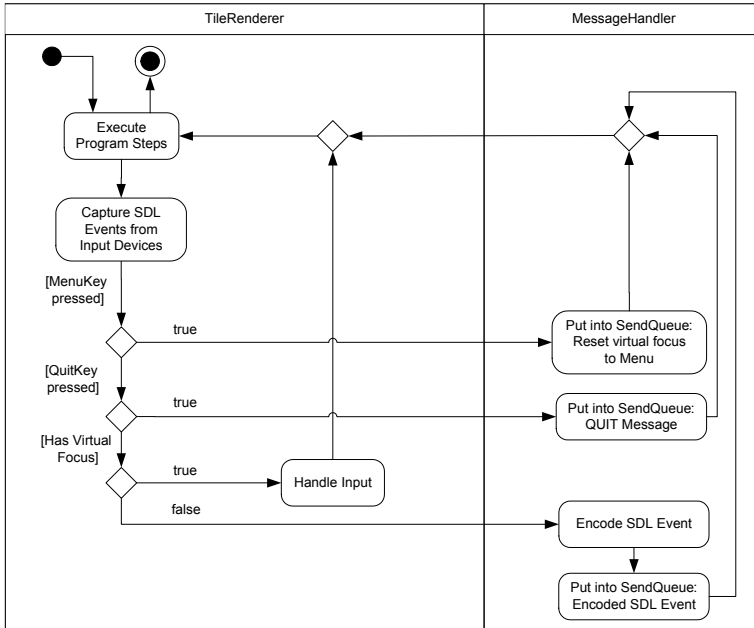 TileRenderer
MessageHandler
Execute
Program Steps
Capture SDL
Events from
Input Devices
[MenuKey
pressed]
true
Put into SendQueue:
Reset virtual focus
to Menu
[QuitKey
pressed]
true
Put into SendQueue:
QUIT Message
[Has Virtual
Focus]
true
Handle Input
false
Encode SDL Event
Put into SendQueue:
Encoded SDL Event